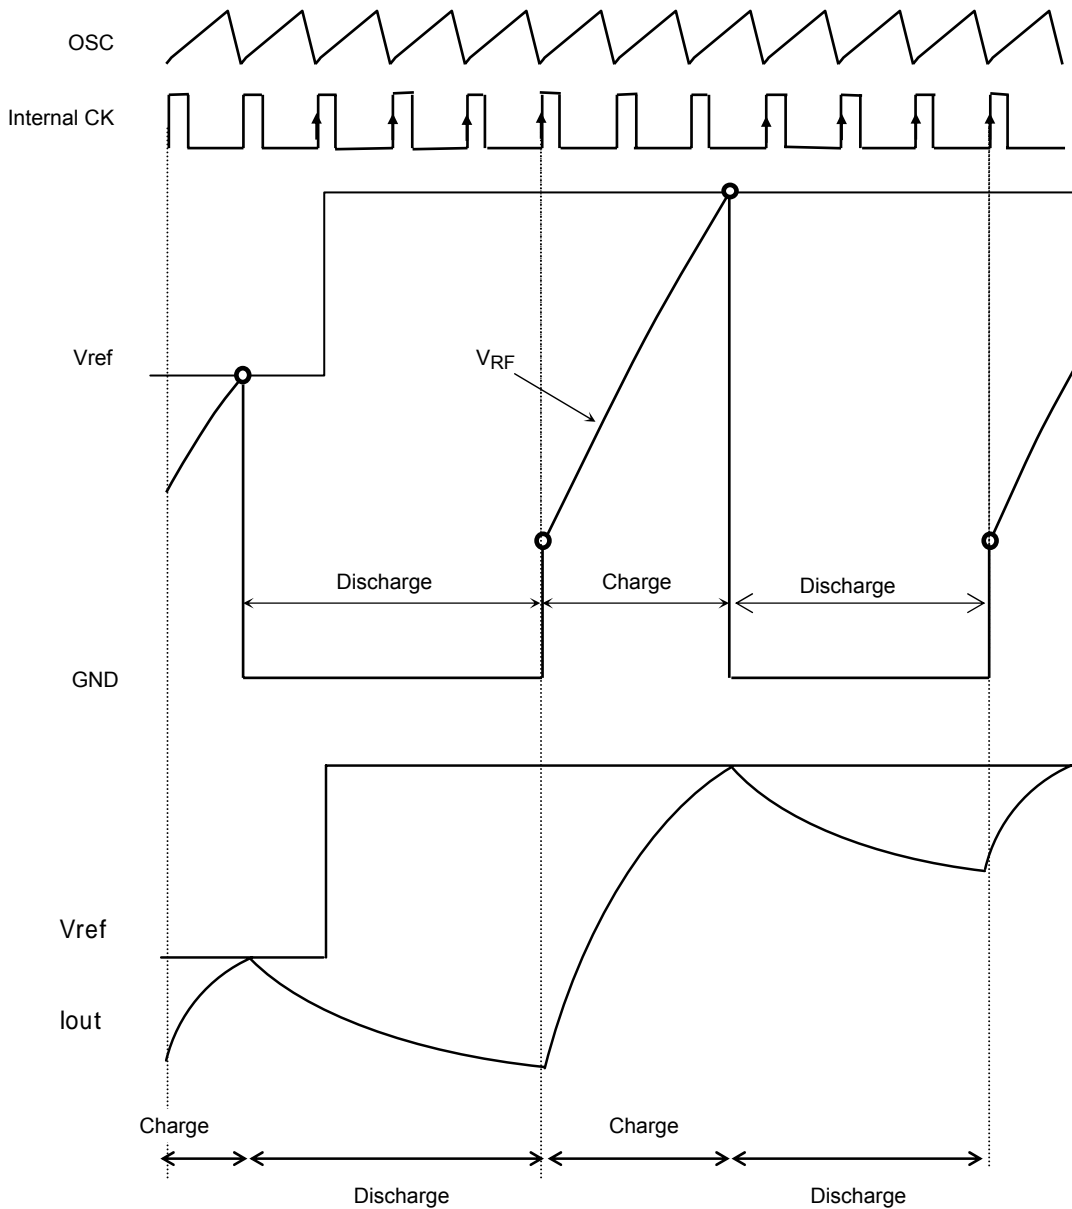 OSC
Internal CK
Vref
VRF
Discharge
Charge
Discharge
GND
Vref
Iout
Charge
Charge
Discharge
Discharge